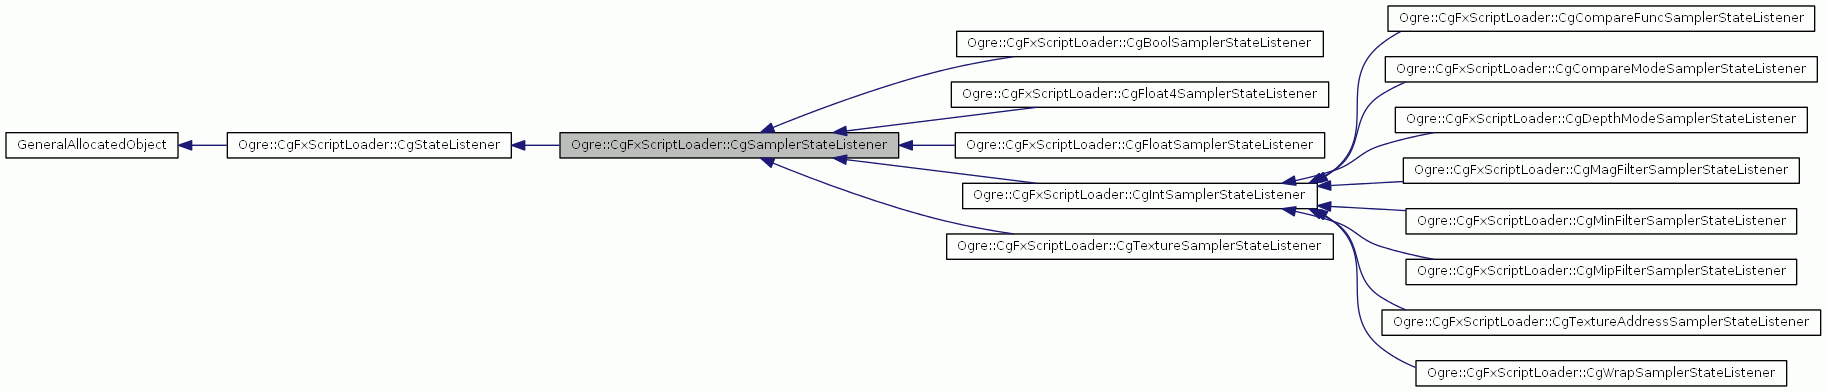 GeneralAllocatedObject
Ogre::CgFxScriptLoader::CgStateListener
Ogre::CgFxScriptLoader::CgSamplerStateListener
Ogre::CgFxScriptLoader::CgBoolSamplerStateListener
Ogre::CgFxScriptLoader::CgFloat4SamplerStateListener
Ogre::CgFxScriptLoader::CgFloatSamplerStateListener
Ogre::CgFxScriptLoader::CgIntSamplerStateListener
Ogre::CgFxScriptLoader::CgTextureSamplerStateListener
Ogre::CgFxScriptLoader::CgCompareFuncSamplerStateListener
Ogre::CgFxScriptLoader::CgCompareModeSamplerStateListener
Ogre::CgFxScriptLoader::CgDepthModeSamplerStateListener
Ogre::CgFxScriptLoader::CgMagFilterSamplerStateListener
Ogre::CgFxScriptLoader::CgMinFilterSamplerStateListener
Ogre::CgFxScriptLoader::CgMipFilterSamplerStateListener
Ogre::CgFxScriptLoader::CgTextureAddressSamplerStateListener
Ogre::CgFxScriptLoader::CgWrapSamplerStateListener